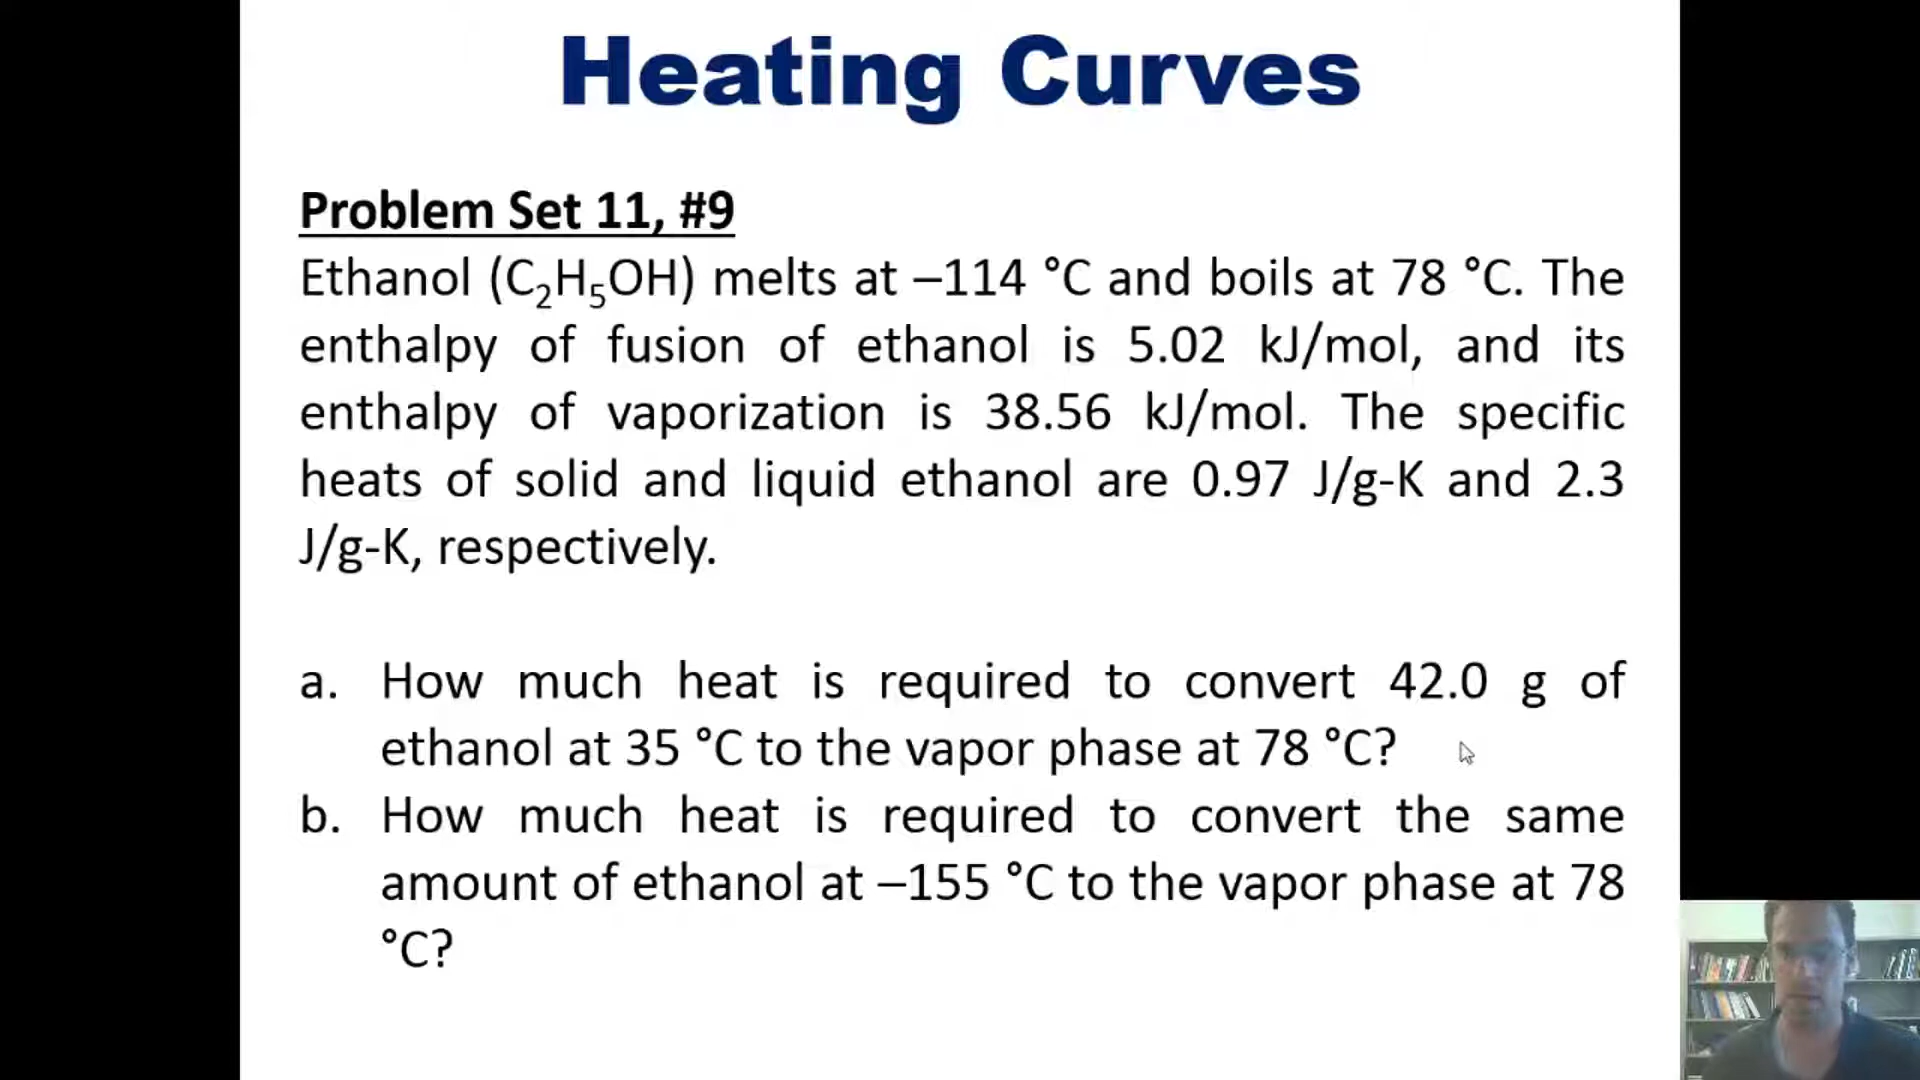 Heating Curves
Problem Set 11, #9
Ethanol (C₂H₅OH) melts at –114 °C and boils at 78 °C. The
enthalpy of fusion of ethanol is 5.02 kJ/mol, and its
enthalpy of vaporization is 38.56 kJ/mol. The specific
heats of solid and liquid ethanol are 0.97 J/g-K and 2.3
J/g-K, respectively.
a. How much heat is required to convert 42.0 g of
ethanol at 35 °C to the vapor phase at 78 °C?
b. How much heat is required to convert the same
amount of ethanol at –155 °C to the vapor phase at 78
°C?